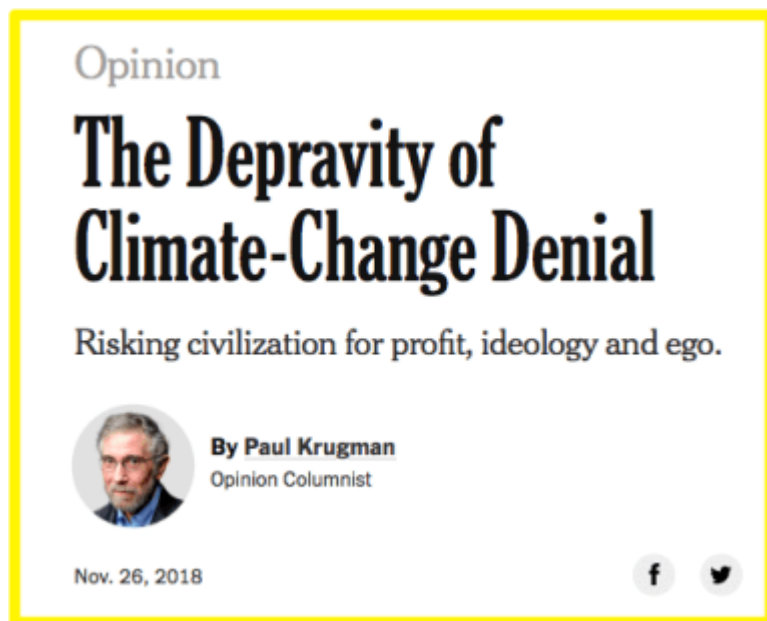 Opinion
The Depravity of
Climate-Change Denial
Risking civilization for profit, ideology and ego.
By Paul Krugman
Opinion Columnist
Nov. 26, 2018